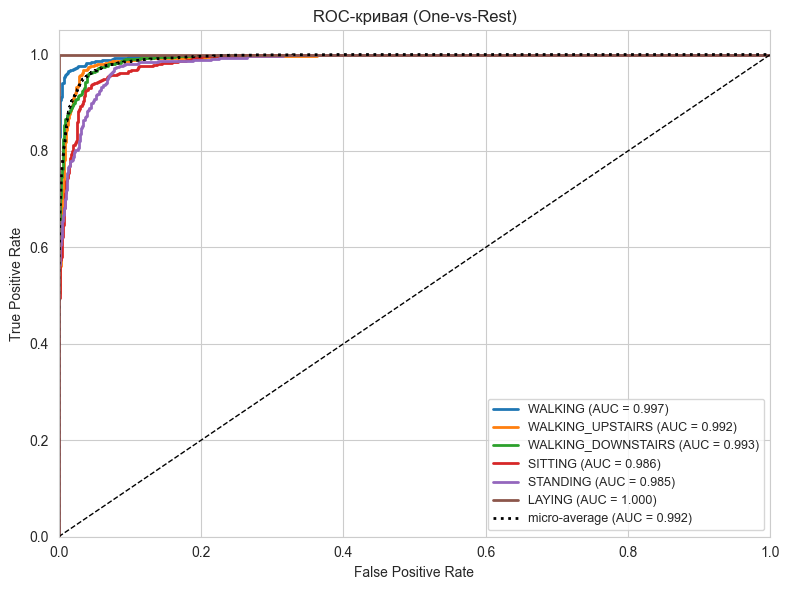 ROC-кривая (One-vs-Rest)
True Positive Rate
1.0
0.8
0.6
0.4
0.2
0.0
0.0 0.2 0.4 0.6 0.8 1.0
False Positive Rate
WALKING (AUC = 0.997)
WALKING_UPSTAIRS (AUC = 0.992)
WALKING_DOWNSTAIRS (AUC = 0.993)
SITTING (AUC = 0.986)
STANDING (AUC = 0.985)
LAYING (AUC = 1.000)
micro-average (AUC = 0.992)